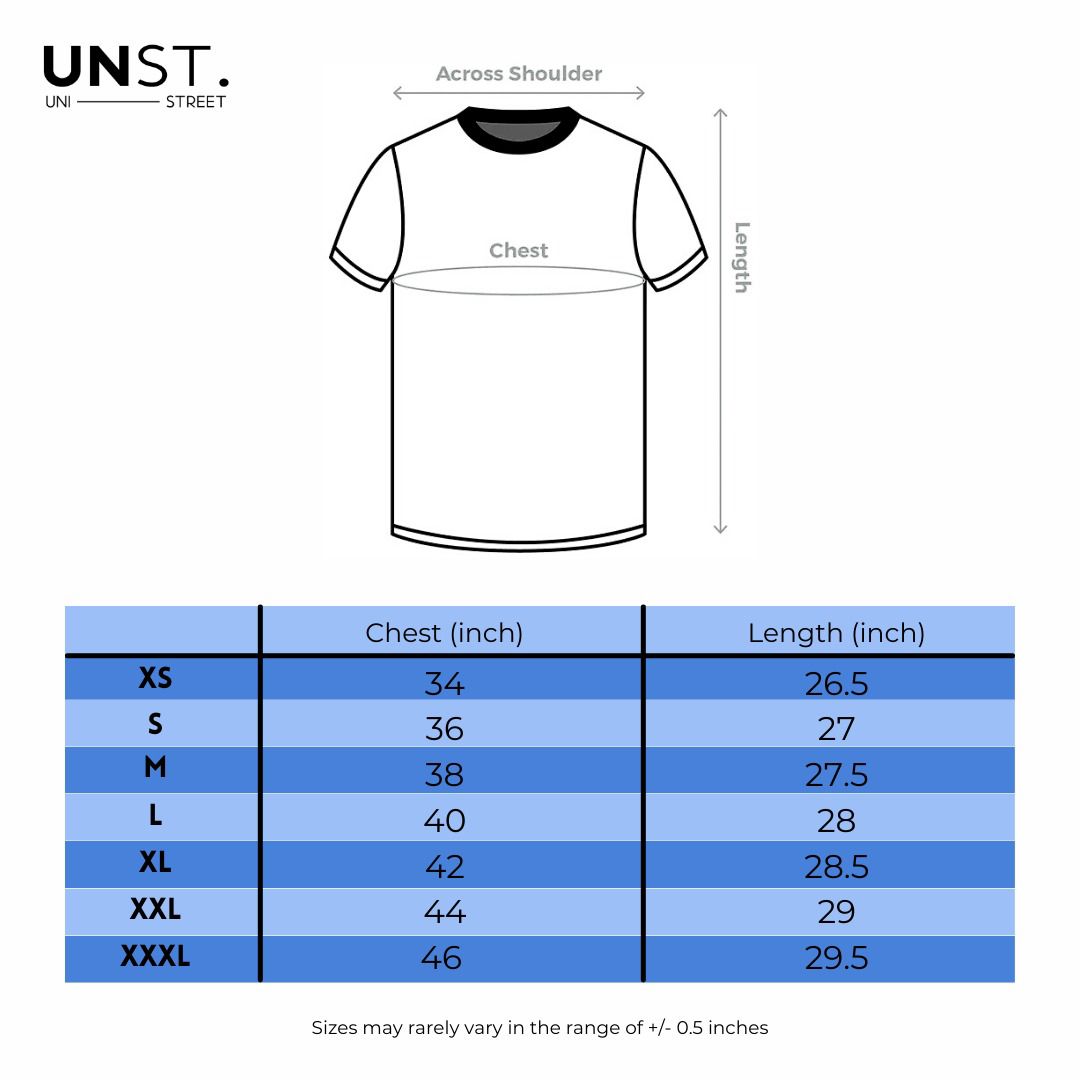 UNST.
UNI STREET
Across Shoulder
Chest
Length
Chest (inch) Length (inch)
XS 34 26.5
S 36 27
M 38 27.5
L 40 28
XL 42 28.5
XXL 44 29
XXXL 46 29.5
Sizes may rarely vary in the range of +/- 0.5 inches